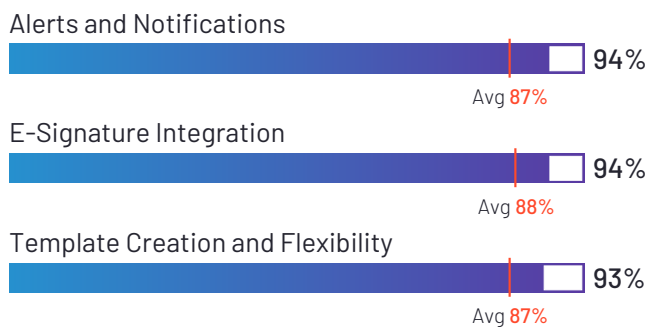 Alerts and Notifications
94%
Avg 87%
E-Signature Integration
94%
Avg 88%
Template Creation and Flexibility
93%
Avg 87%